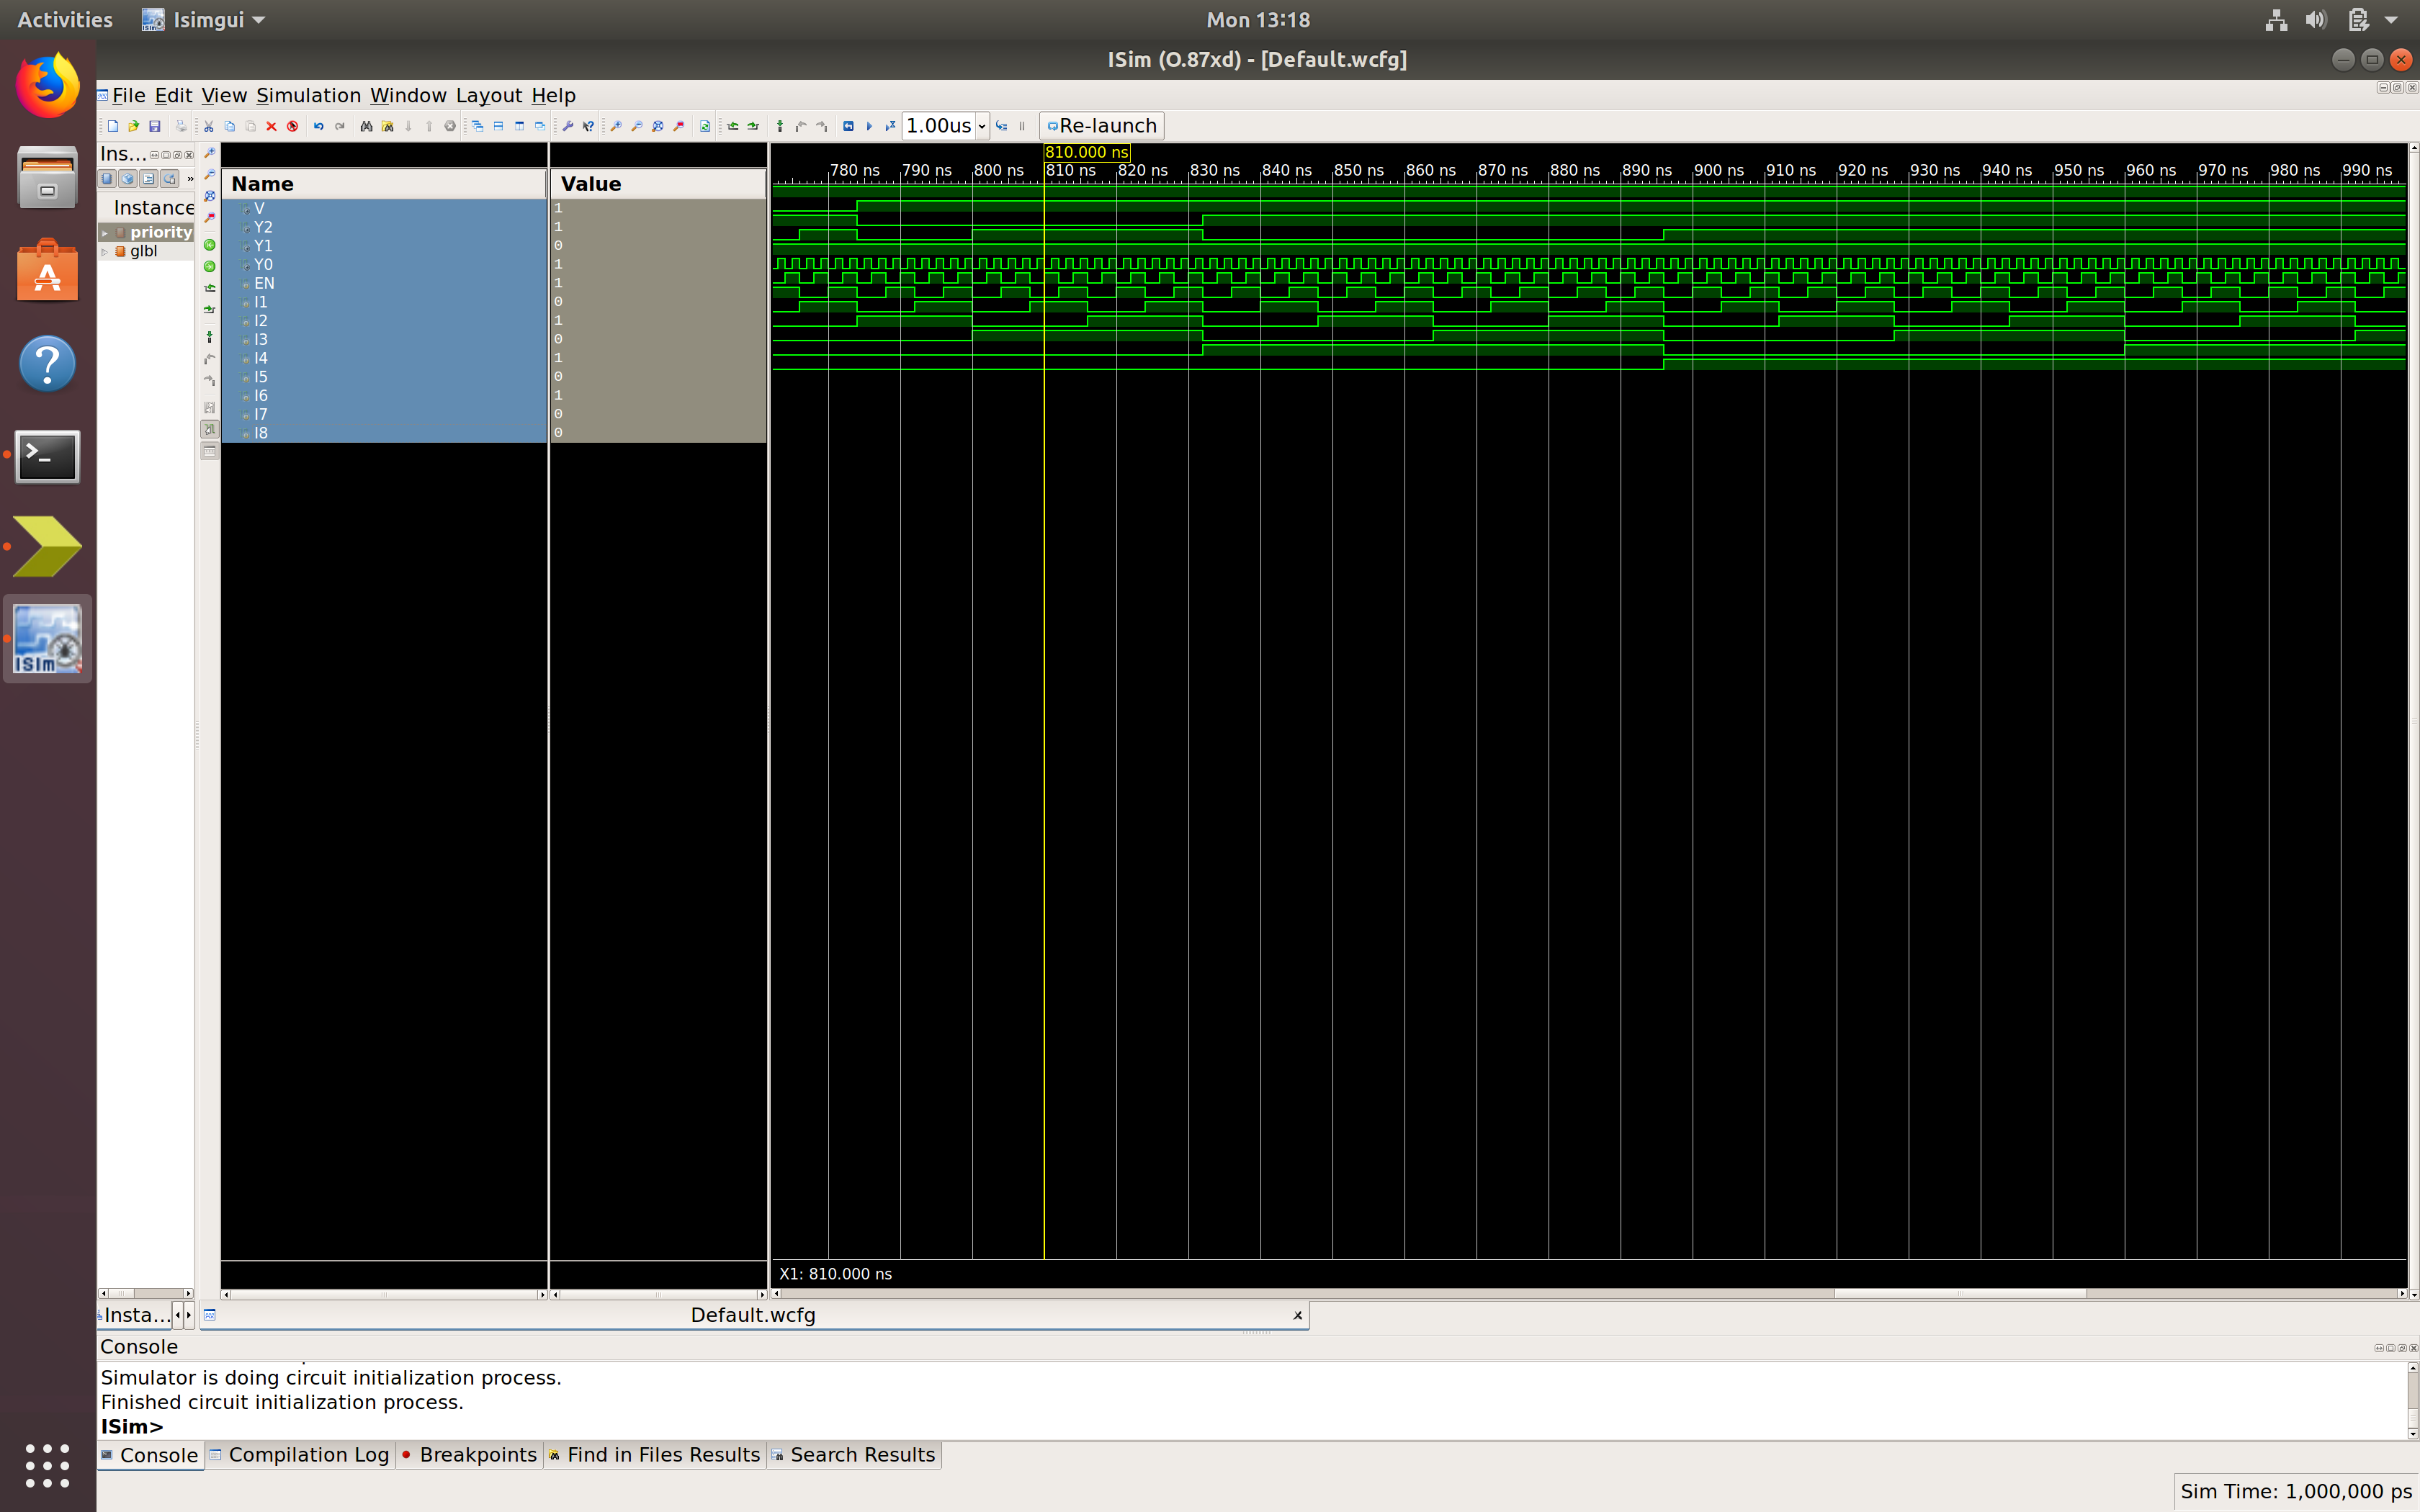 Activities Isimgui Mon 13:18
ISim (O.87xd) - [Default.wcfg]
File Edit View Simulation Window Layout Help
1.00us Re-launch
Ins...
810.000 ns
780 ns 790 ns 800 ns 810 ns 820 ns 830 ns 840 ns 850 ns 860 ns 870 ns 880 ns 890 ns 900 ns 910 ns 920 ns 930 ns 940 ns 950 ns 960 ns 970 ns 980 ns 990 ns
Name Value
Instance
priority
glbl
V 1
Y2 1
Y1 0
Y0 1
EN 1
I1 0
I2 1
I3 0
I4 1
I5 0
I6 1
I7 0
I8 0
ISim
X1: 810.000 ns
Insta... Default.wcfg
Console
Simulator is doing circuit initialization process.
Finished circuit initialization process.
ISim>
Console Compilation Log Breakpoints Find in Files Results Search Results
Sim Time: 1,000,000 ps